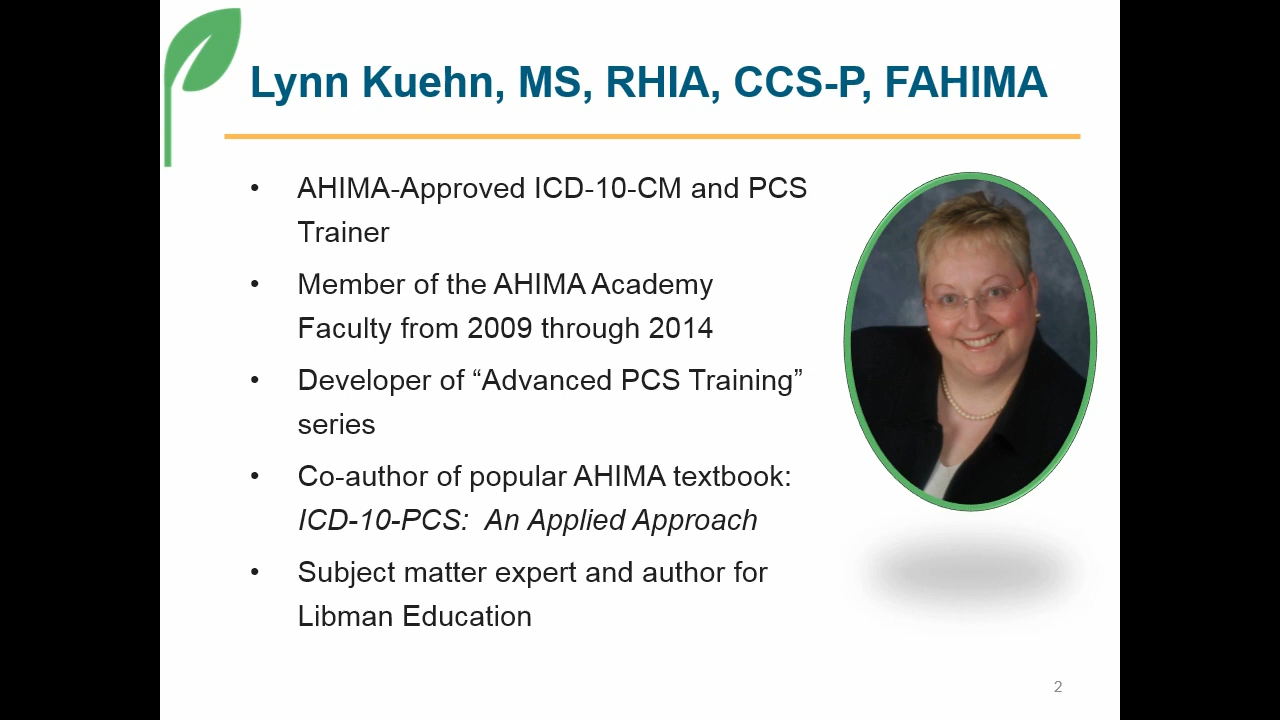 Lynn Kuehn, MS, RHIA, CCS-P, FAHIMA
• AHIMA-Approved ICD-10-CM and PCS
Trainer
• Member of the AHIMA Academy
Faculty from 2009 through 2014
• Developer of “Advanced PCS Training”
series
• Co-author of popular AHIMA textbook:
ICD-10-PCS:  An Applied Approach
• Subject matter expert and author for
Libman Education
2